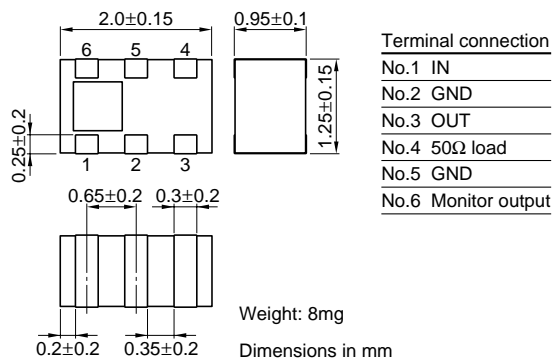 2.0±0.15
0.95±0.1
6 5 4
1.25±0.15
0.25±0.2
1 2 3
0.65±0.2
0.3±0.2
0.2±0.2
0.35±0.2
Weight: 8mg
Dimensions in mm
Terminal connection
No.1 IN
No.2 GND
No.3 OUT
No.4 50Ω load
No.5 GND
No.6 Monitor output